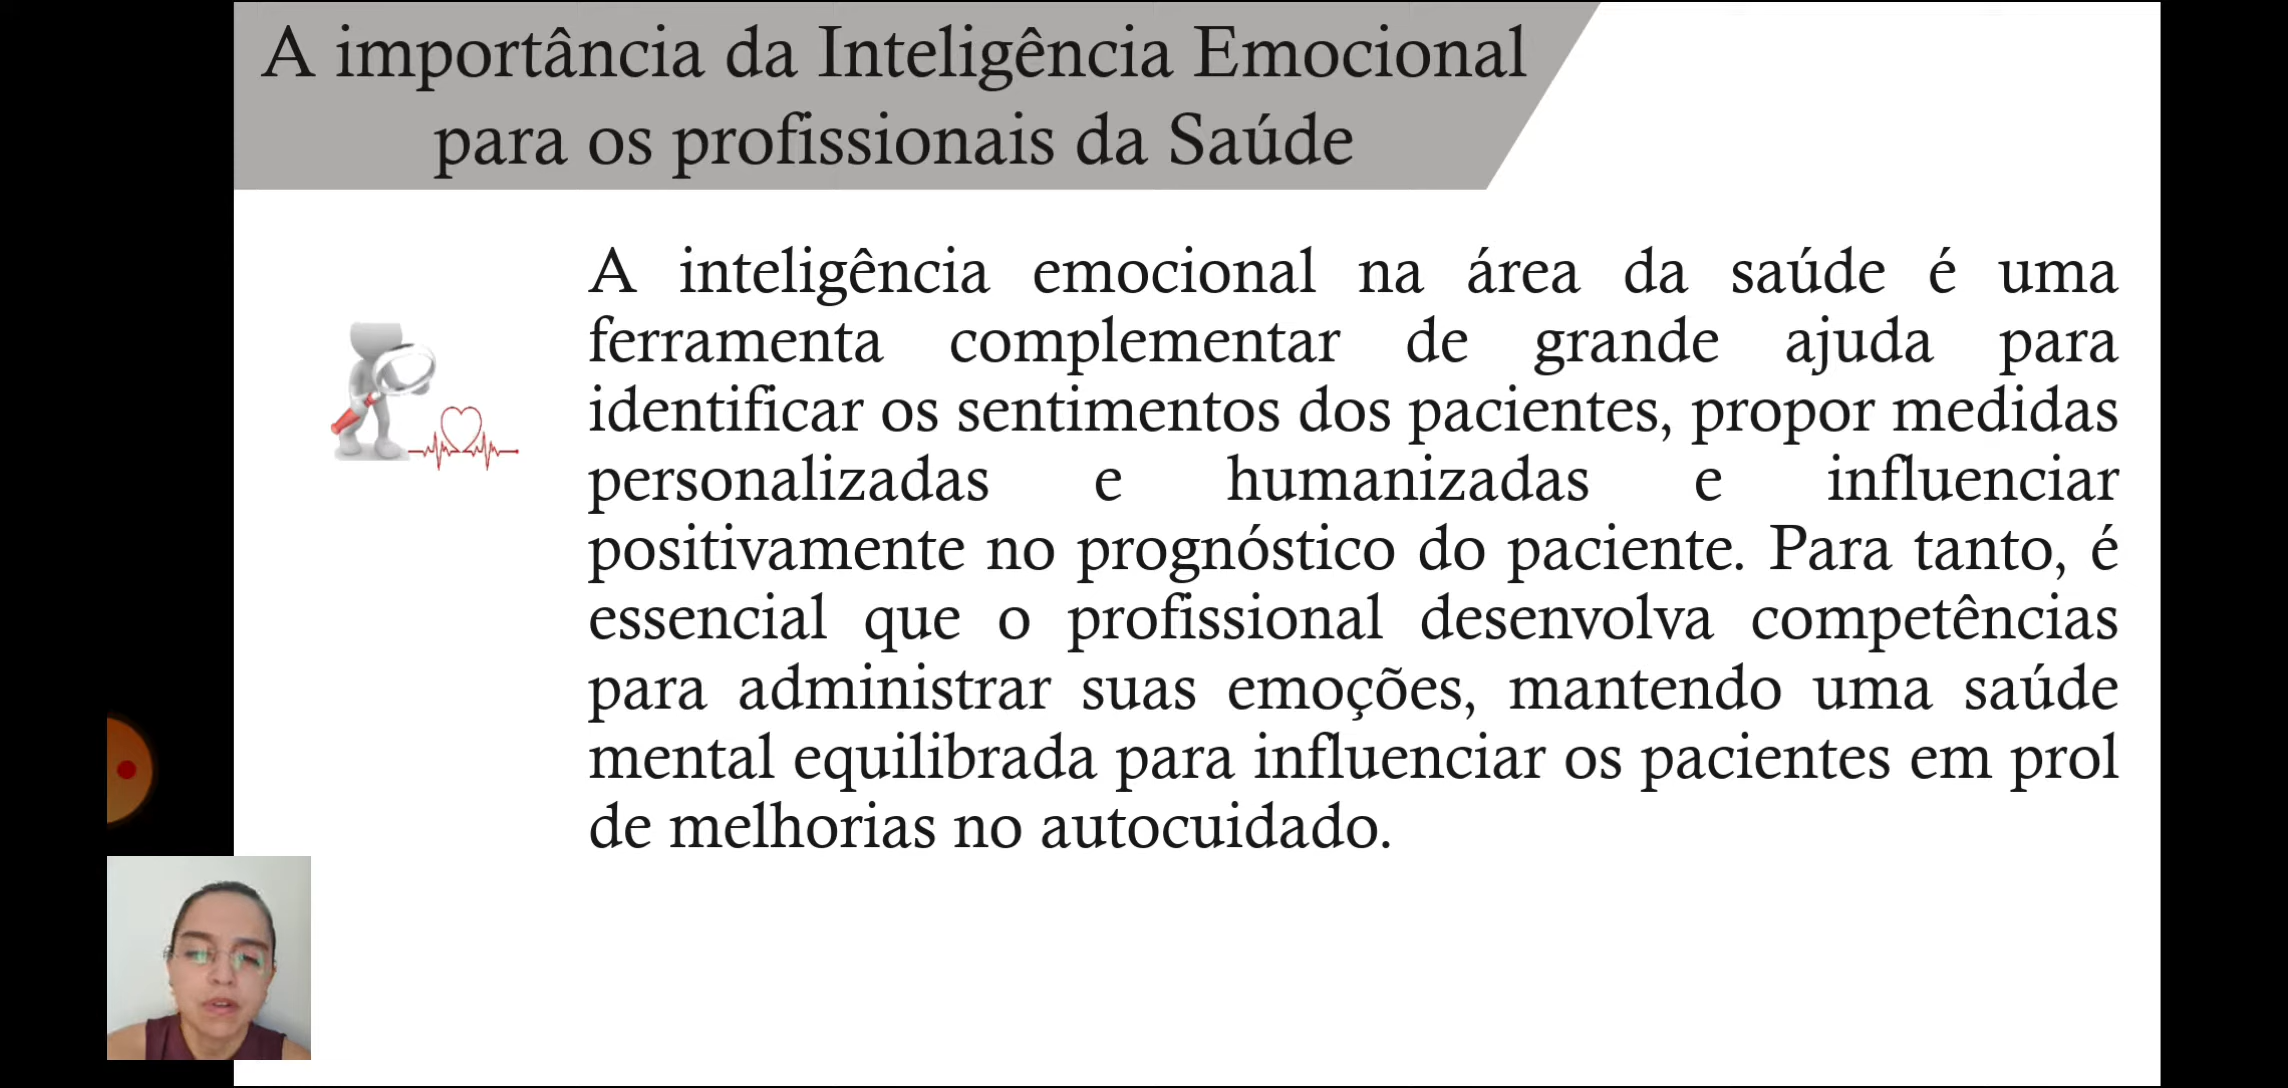 A importância da Inteligência Emocional
para os profissionais da Saúde
A inteligência emocional na área da saúde é uma
ferramenta complementar de grande ajuda para
identificar os sentimentos dos pacientes, propor medidas
personalizadas e humanizadas e influenciar
positivamente no prognóstico do paciente. Para tanto, é
essencial que o profissional desenvolva competências
para administrar suas emoções, mantendo uma saúde
mental equilibrada para influenciar os pacientes em prol
de melhorias no autocuidado.